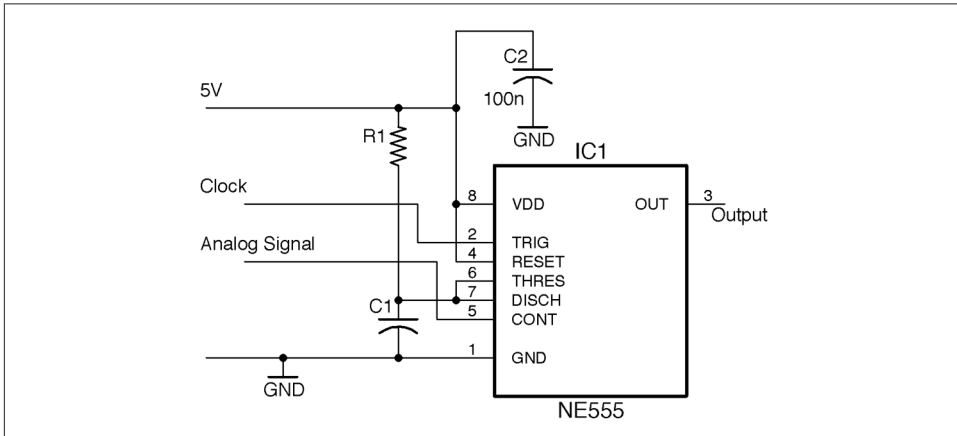 C2
5V
100n
R1
GND
IC1
Clock
8
VDD
OUT
3
Output
2
TRIG
Analog Signal
4
RESET
6
THRES
7
DISCH
C1
5
CONT
1
GND
GND
NE555